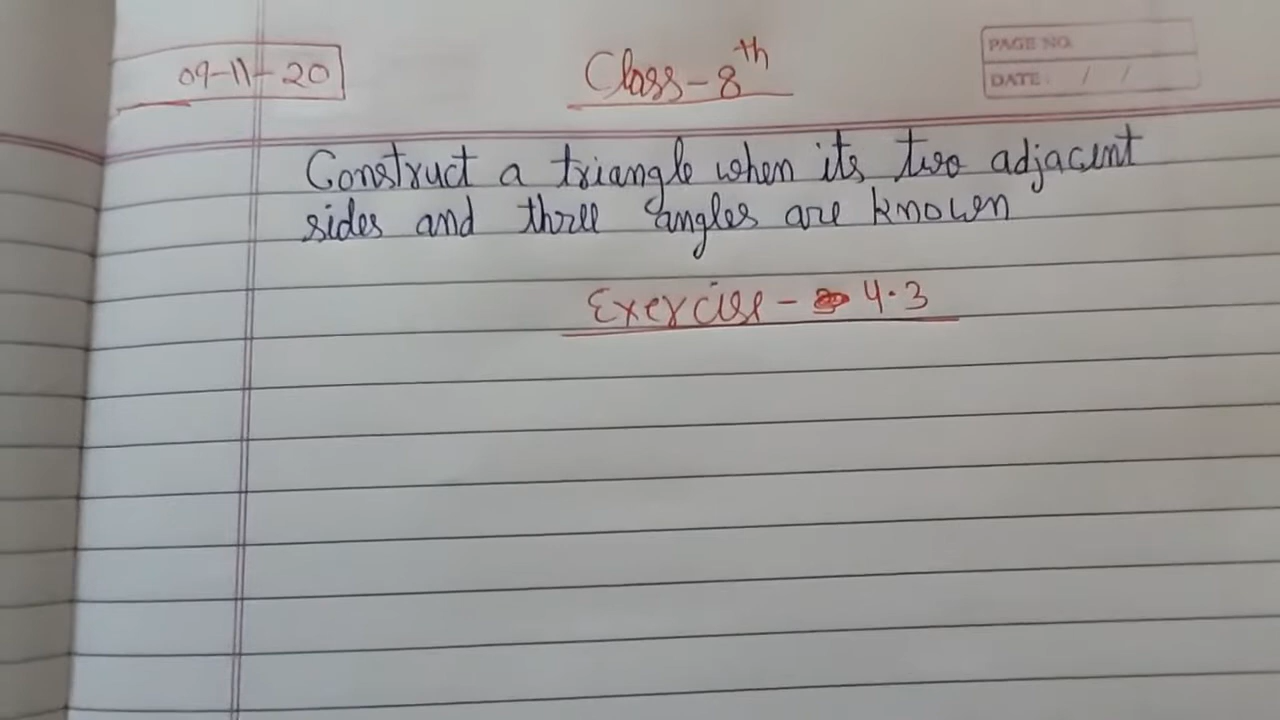 09-11-20
Class-8th
PAGE NO.
DATE: / /
Construct a triangle when its two adjacent
sides and three angles are known
Exercise - 4.3